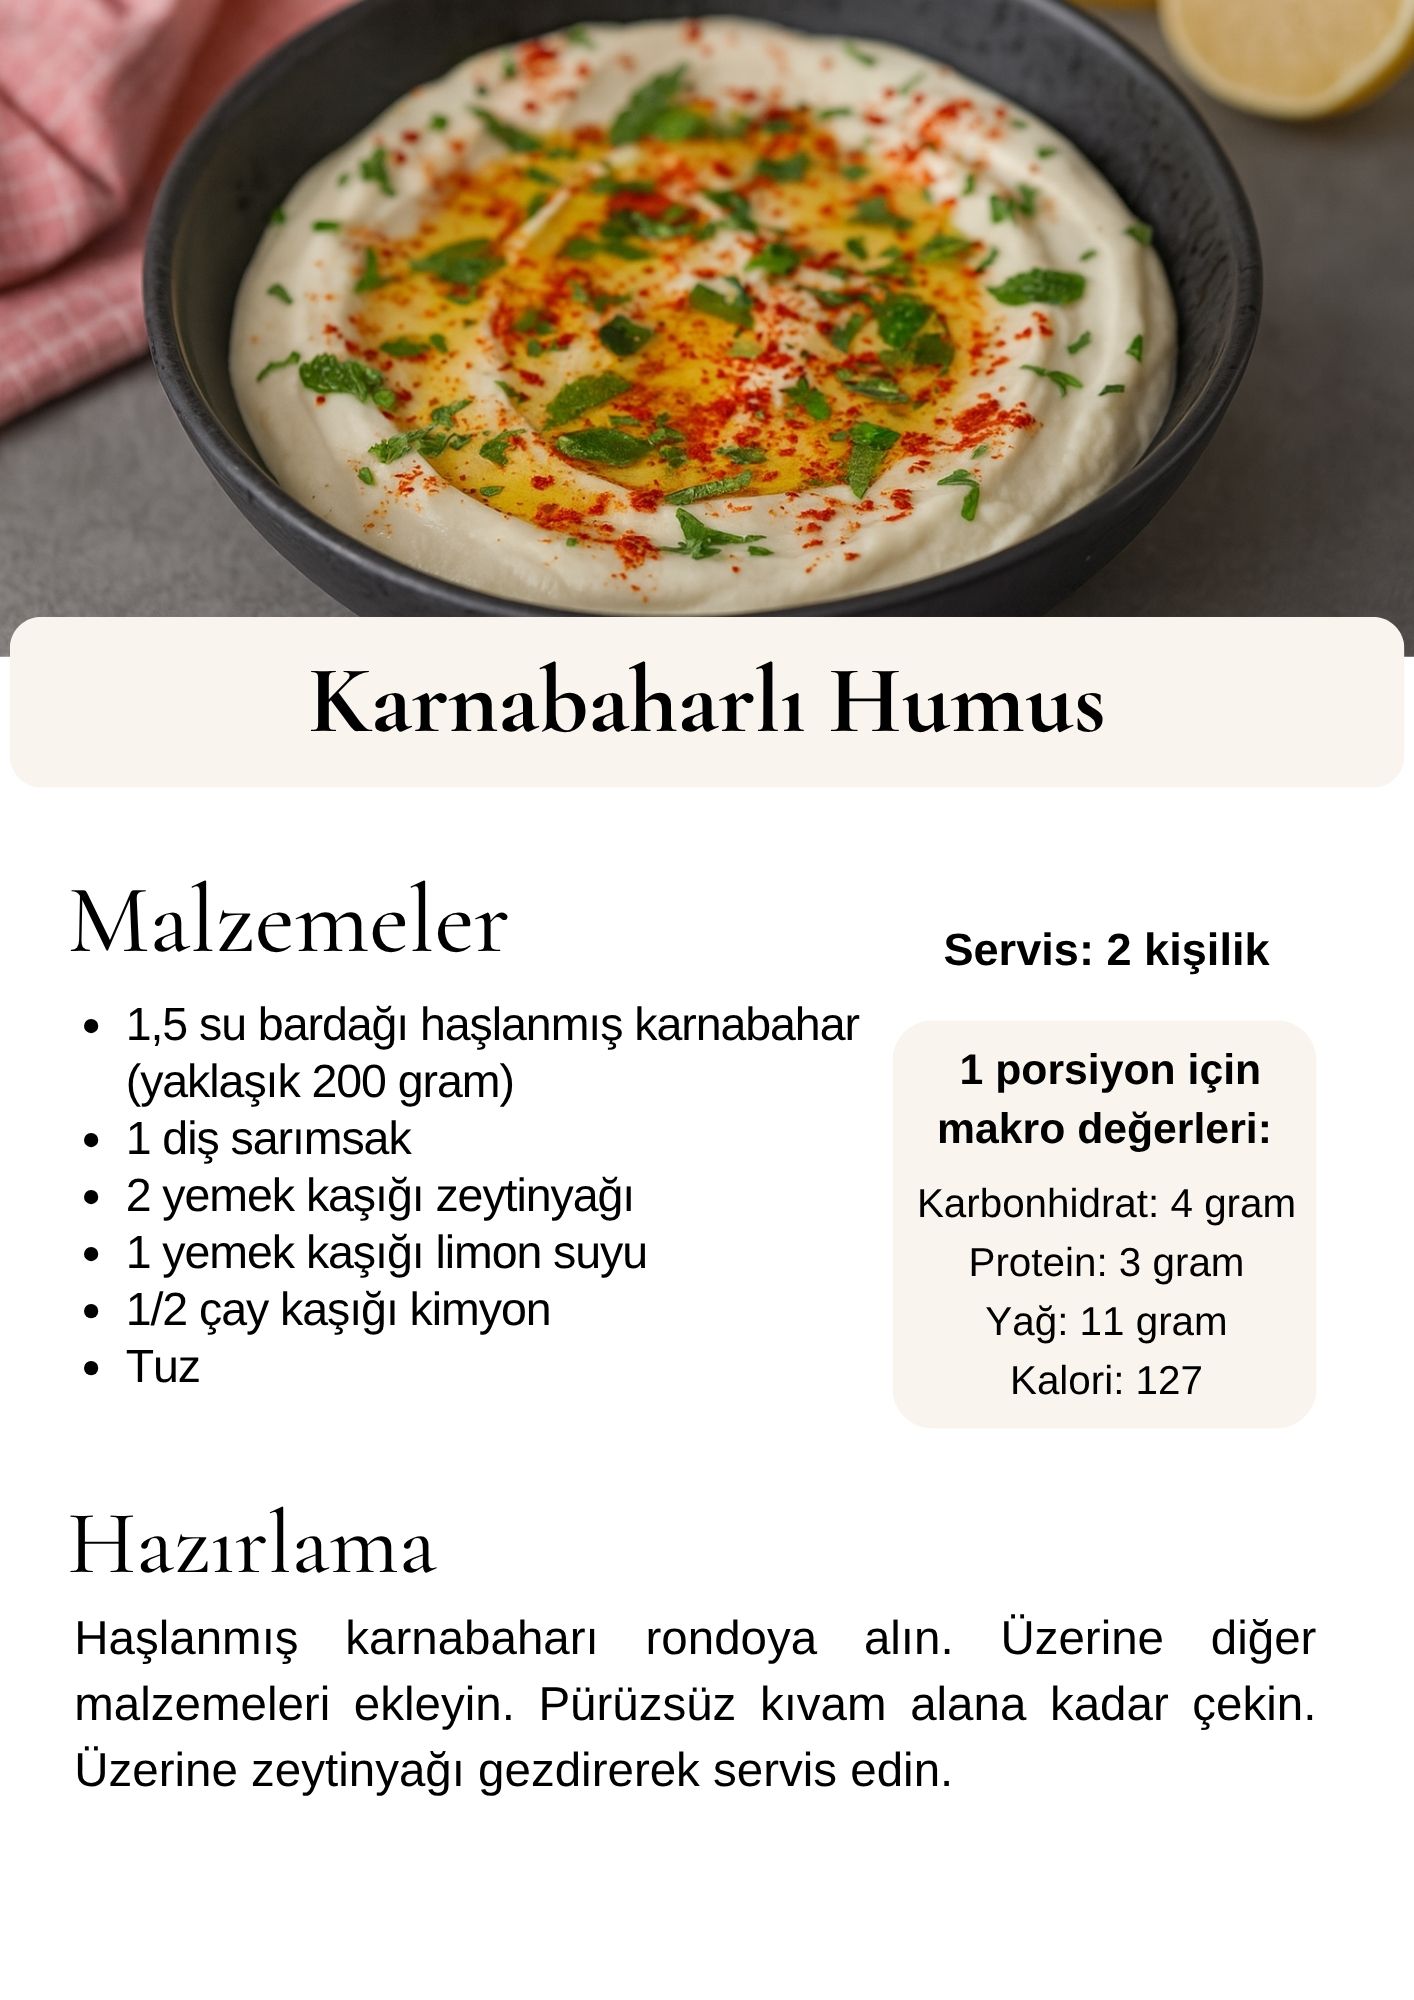 Karnabaharlı Humus
Malzemeler
1,5 su bardağı haşlanmış karnabahar
(yaklaşık 200 gram)
1 diş sarımsak
2 yemek kaşığı zeytinyağı
1 yemek kaşığı limon suyu
1/2 çay kaşığı kimyon
Tuz
Servis: 2 kişilik
1 porsiyon için
makro değerleri:
Karbonhidrat: 4 gram
Protein: 3 gram
Yağ: 11 gram
Kalori: 127
Hazırlama
Haşlanmış karnabaharı rondoya alın. Üzerine diğer
malzemeleri ekleyin. Pürüzsüz kıvam alana kadar çekin.
Üzerine zeytinyağı gezdirerek servis edin.